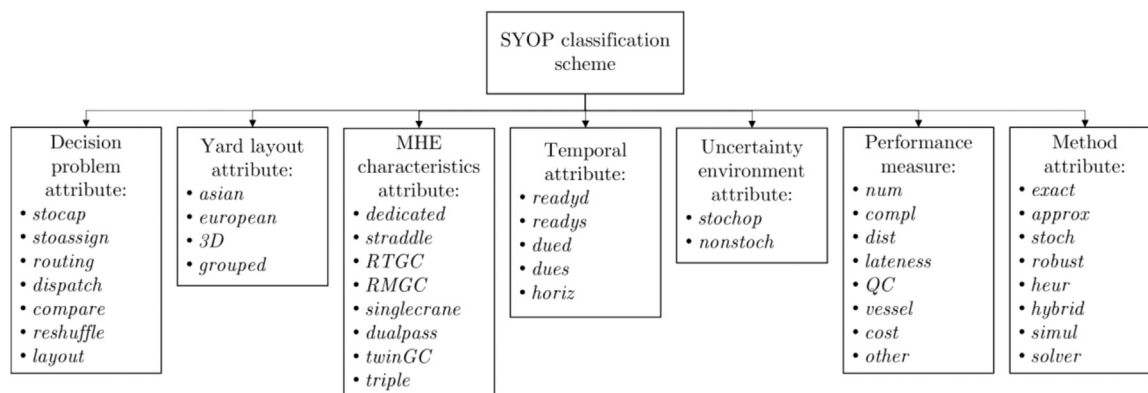 SYOP classification
scheme
Decision
problem
attribute:
• stocap
• stoassign
• routing
• dispatch
• compare
• reshuffle
• layout
Yard layout
attribute:
• asian
• european
• 3D
• grouped
MHE
characteristics
attribute:
• dedicated
• straddle
• RTGC
• RMGC
• singlecrane
• dualpass
• twinGC
• triple
Temporal
attribute:
• readyd
• readys
• dued
• dues
• horiz
Uncertainty
environment
attribute:
• stochop
• nonstoch
Performance
measure:
• num
• compl
• dist
• lateness
• QC
• vessel
• cost
• other
Method
attribute:
• exact
• approx
• stoch
• robust
• heur
• hybrid
• simul
• solver